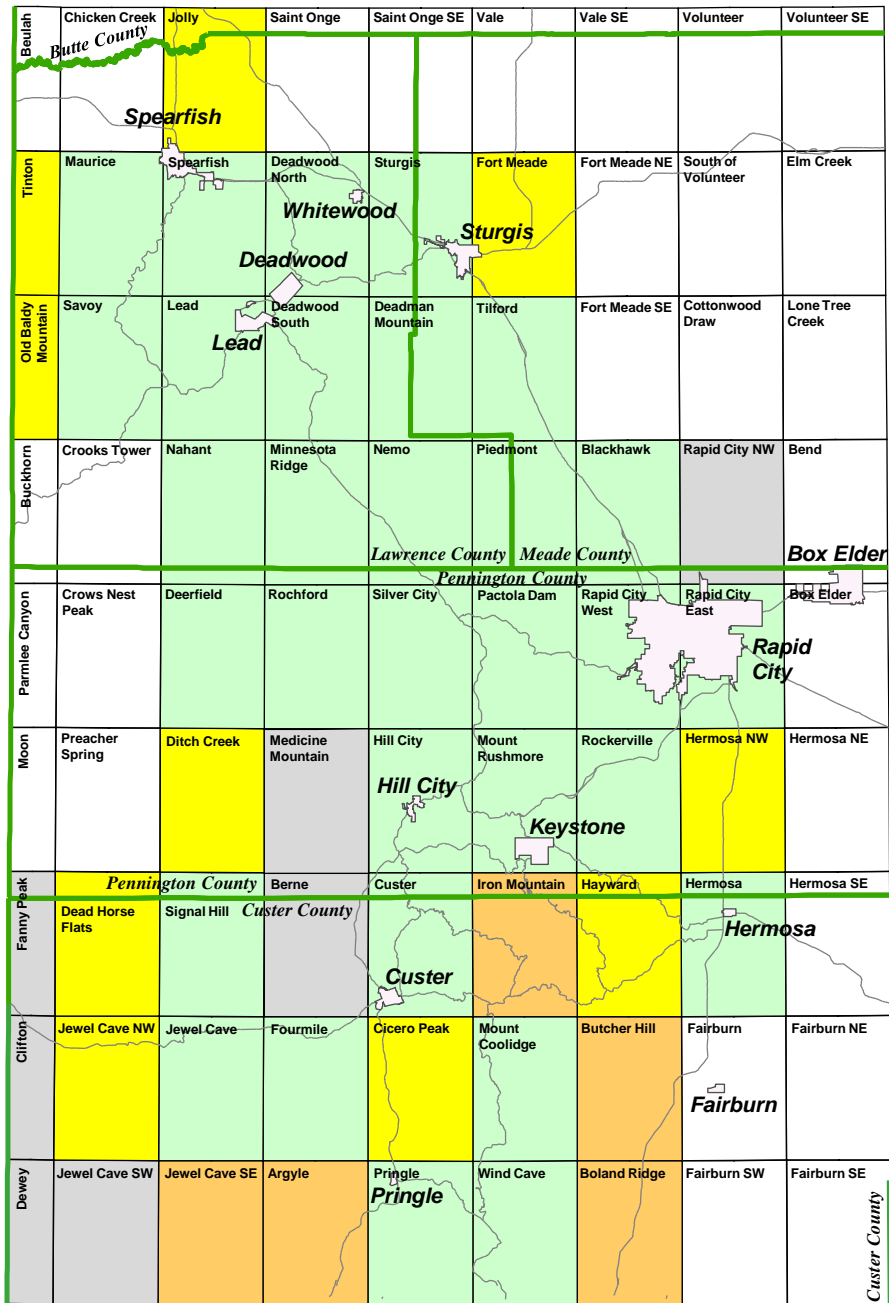 Beulah
Chicken Creek
Jolly
Saint Onge
Saint Onge SE
Vale
Vale SE
Volunteer
Volunteer SE
Butte County
Spearfish
Tinton
Maurice
Spearfish
Deadwood
North
Sturgis
Fort Meade
Fort Meade NE
South of
Volunteer
Elm Creek
Whitewood
Sturgis
Deadwood
Old Baldy
Mountain
Savoy
Lead
Deadwood
South
Deadman
Mountain
Tilford
Fort Meade SE
Cottonwood
Draw
Lone Tree
Creek
Lead
Buckhorn
Crooks Tower
Nahant
Minnesota
Ridge
Nemo
Piedmont
Blackhawk
Rapid City NW
Bend
Lawrence County
Meade County
Box Elder
Pennington County
Parmlee Canyon
Crows Nest
Peak
Deerfield
Rochford
Silver City
Pactola Dam
Rapid City
West
Rapid City
East
Box Elder
Rapid
City
Moon
Preacher
Spring
Ditch Creek
Medicine
Mountain
Hill City
Mount
Rushmore
Rockerville
Hermosa NW
Hermosa NE
Hill City
Keystone
Fanny Peak
Pennington County
Berne
Custer
Iron Mountain
Hayward
Hermosa
Hermosa SE
Dead Horse
Flats
Signal Hill
Custer County
Hermosa
Custer
Clifton
Jewel Cave NW
Jewel Cave
Fourmile
Cicero Peak
Mount
Coolidge
Butcher Hill
Fairburn
Fairburn NE
Fairburn
Dewey
Jewel Cave SW
Jewel Cave SE
Argyle
Pringle
Wind Cave
Boland Ridge
Fairburn SW
Fairburn SE
Pringle
Custer County